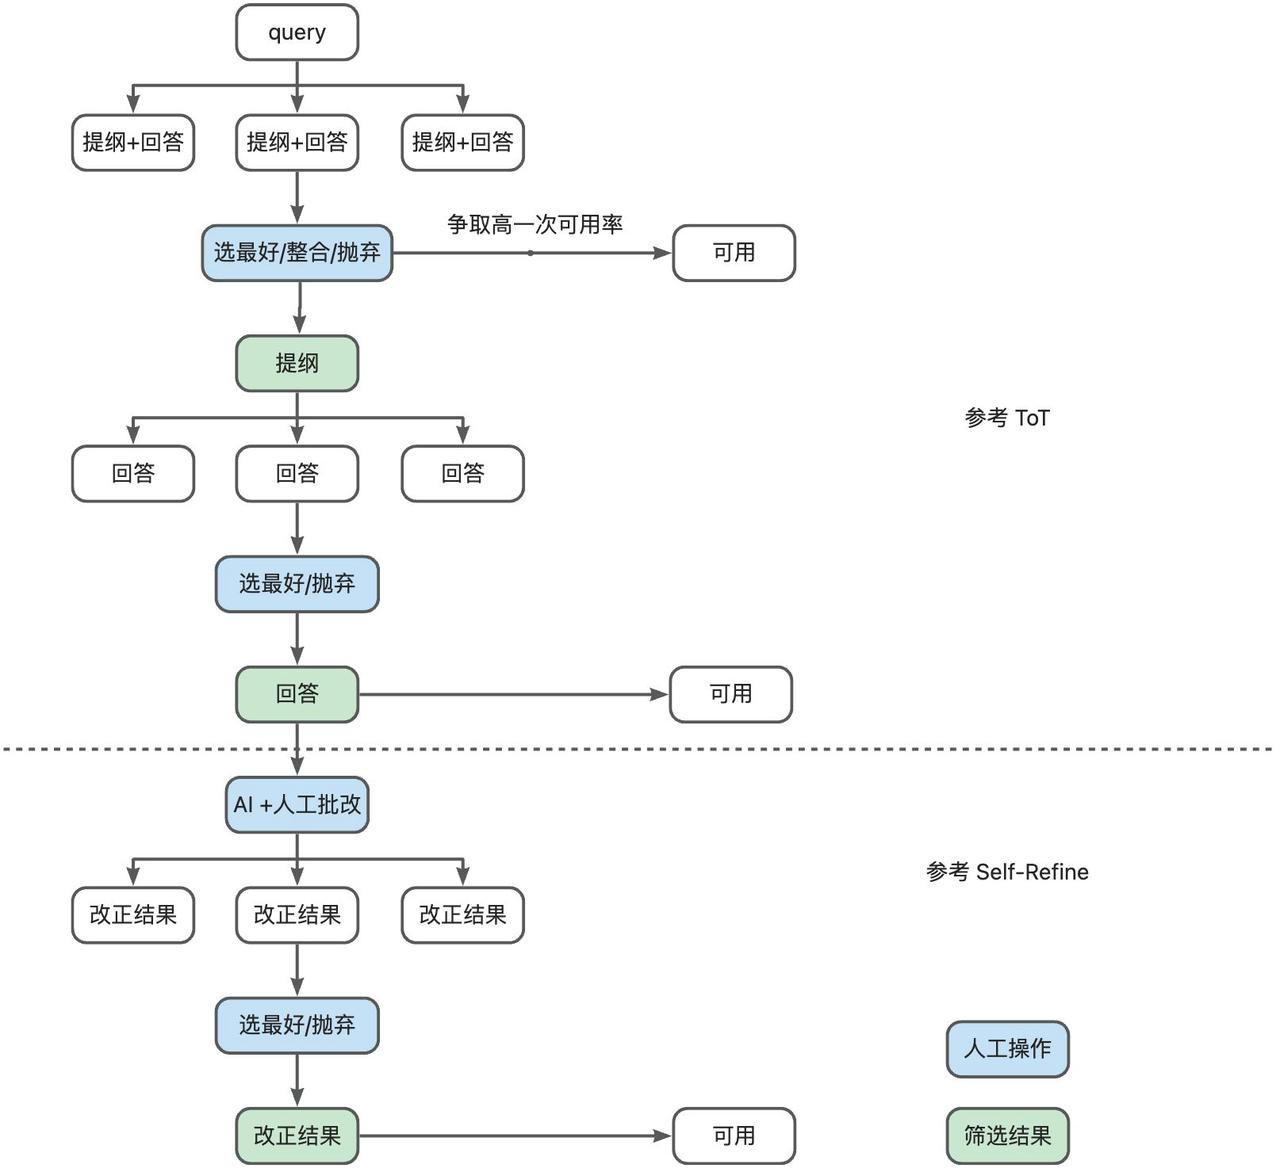 query
提纲+回答
提纲+回答
提纲+回答
争取高一次可用率
选最好/整合/抛弃
可用
提纲
参考 ToT
回答
回答
回答
选最好/抛弃
回答
可用
AI +人工批改
参考 Self-Refine
改正结果
改正结果
改正结果
选最好/抛弃
人工操作
改正结果
可用
筛选结果